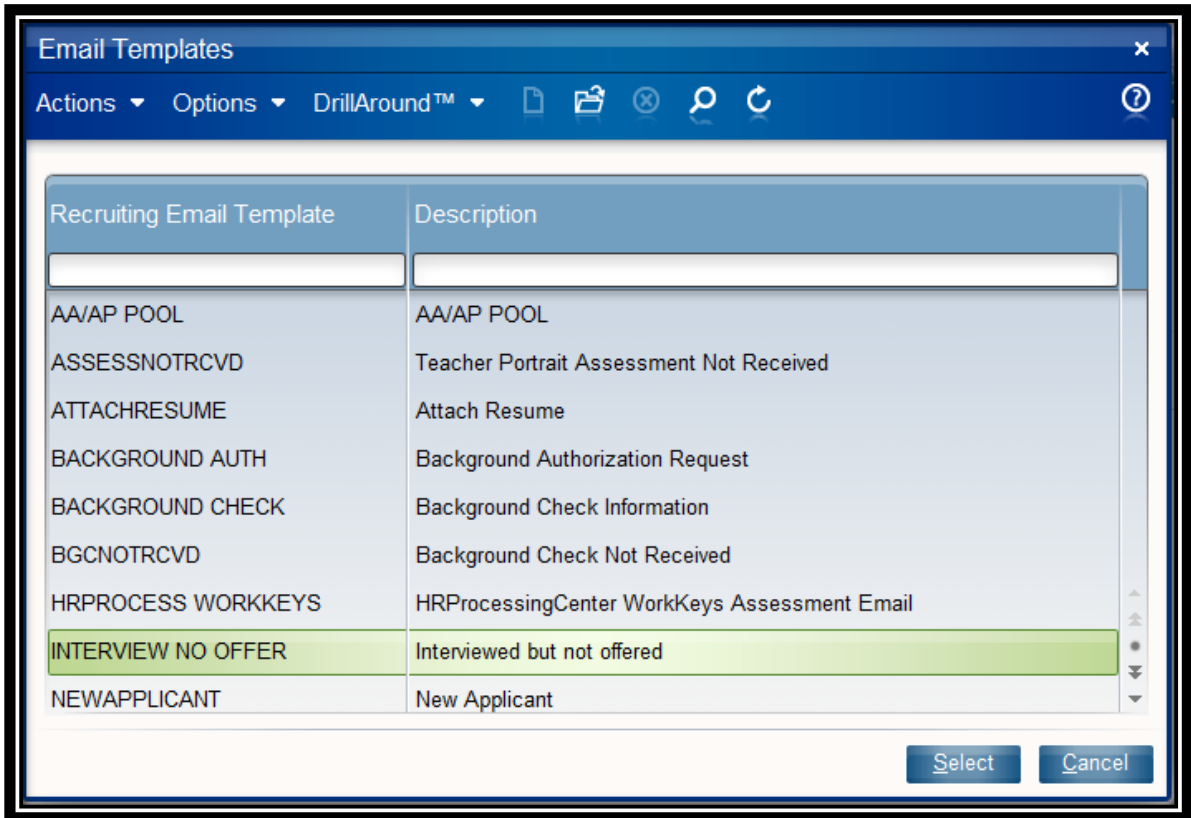 Email Templates
Actions Options DrillAround™
Recruiting Email Template Description
AA/AP POOL AA/AP POOL
ASSESSNOTRCVD Teacher Portrait Assessment Not Received
ATTACHRESUME Attach Resume
BACKGROUND AUTH Background Authorization Request
BACKGROUND CHECK Background Check Information
BGCNOTRCVD Background Check Not Received
HRPROCESS WORKKEYS HRProcessingCenter WorkKeys Assessment Email
INTERVIEW NO OFFER Interviewed but not offered
NEWAPPLICANT New Applicant
Select Cancel